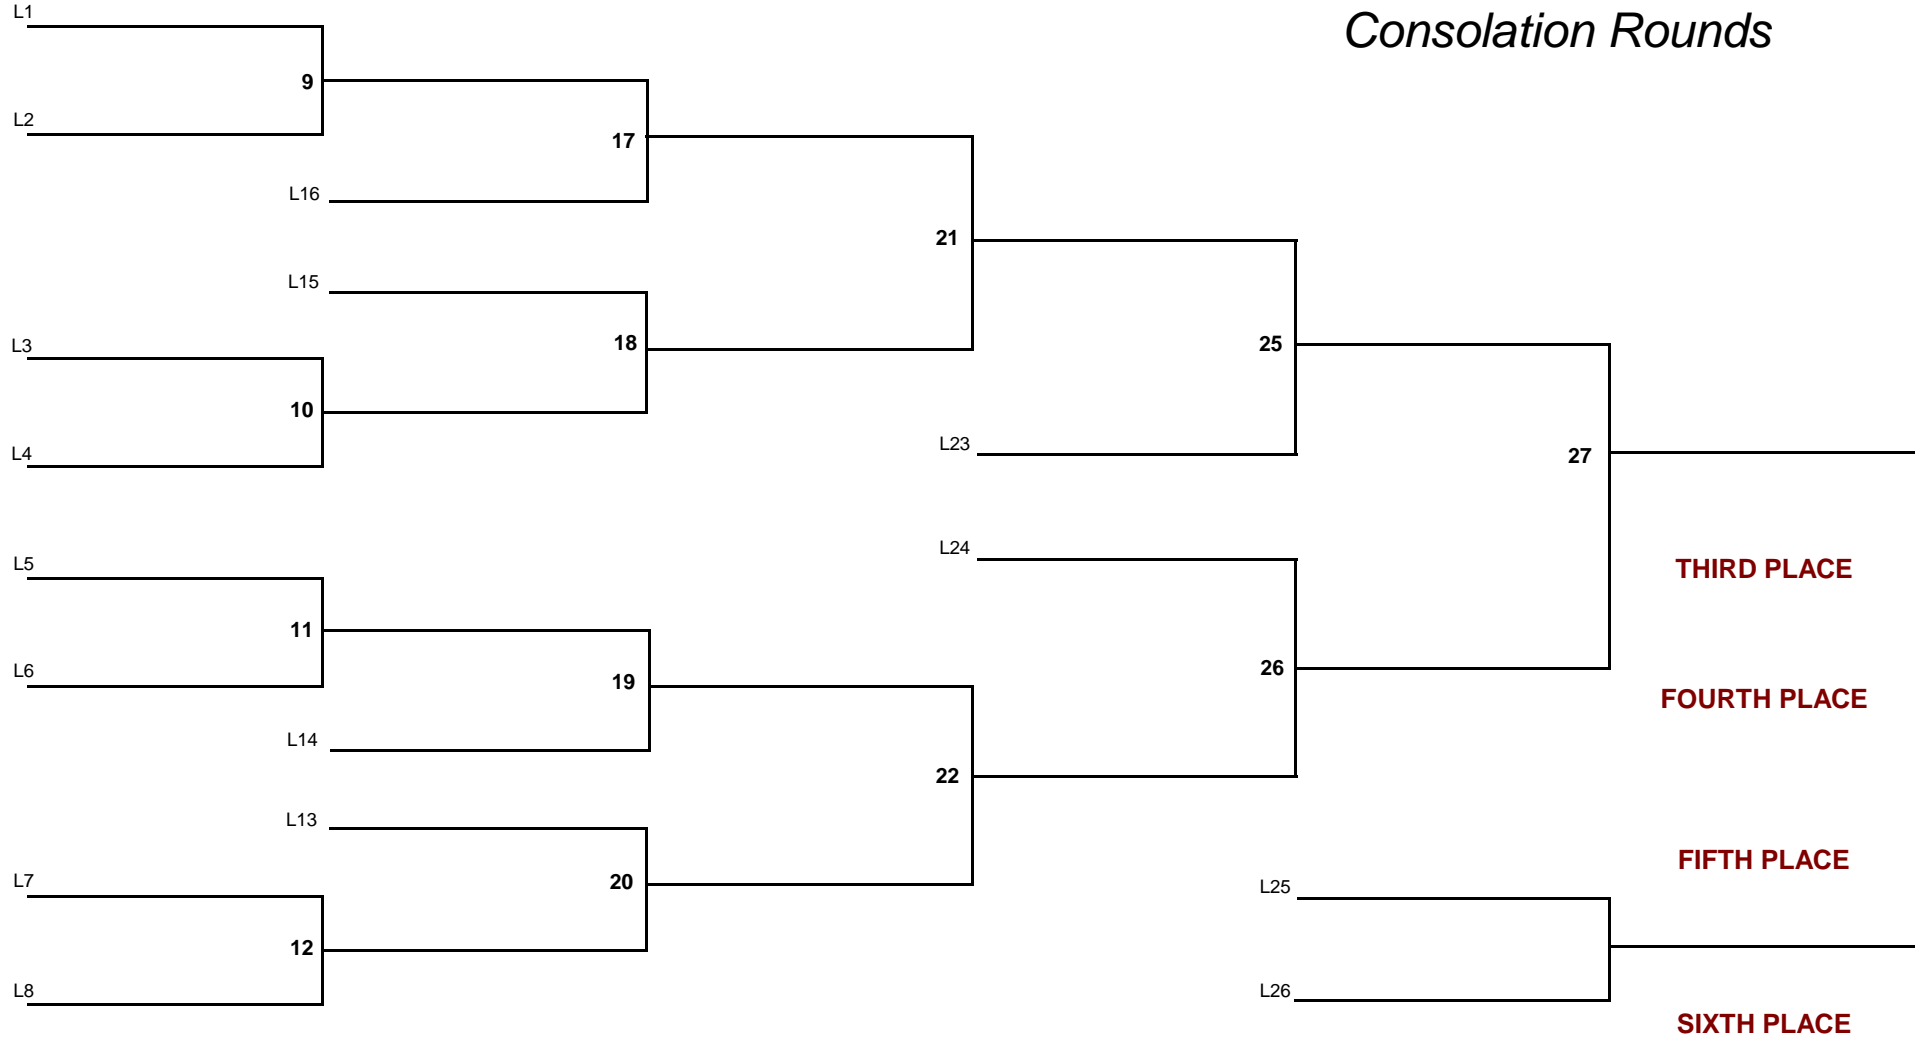 L1
Consolation Rounds
9
L2
17
L16
21
L15
18
25
L3
10
L4
L23
27
L24
L5
THIRD PLACE
11
L6
26
19
FOURTH PLACE
L14
22
L13
FIFTH PLACE
L7
20
L25
12
L8
L26
SIXTH PLACE